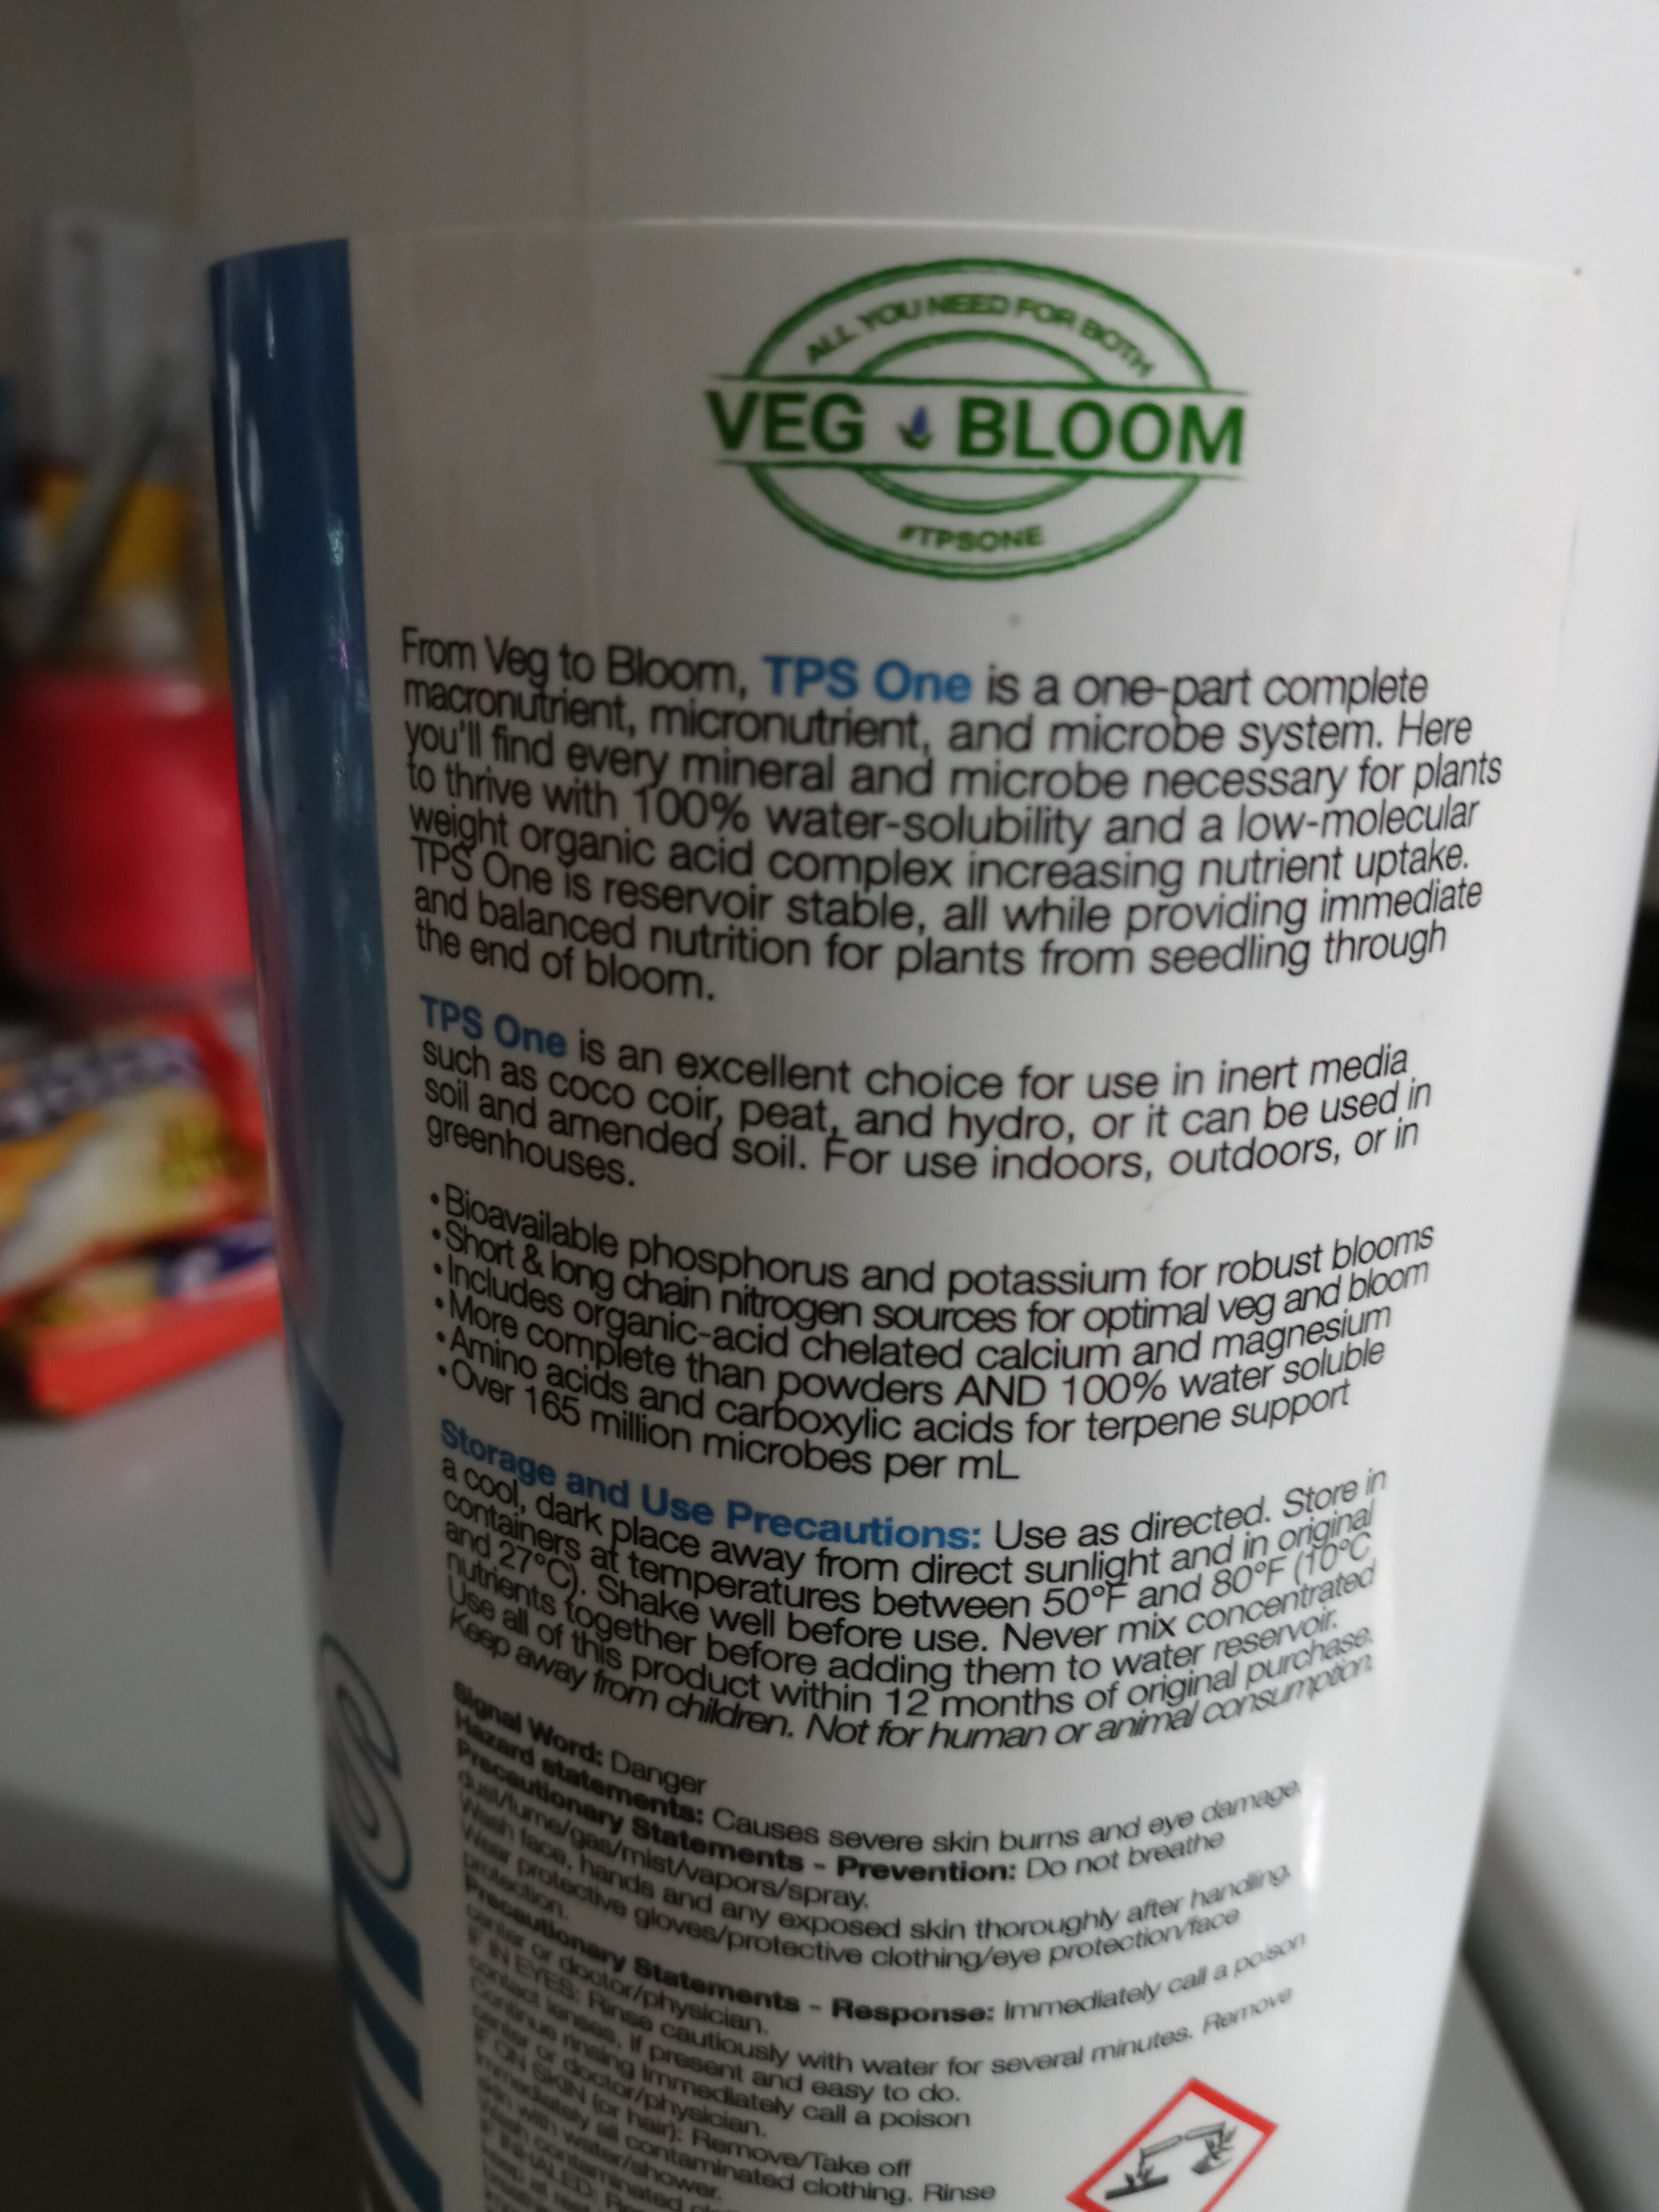 ALL YOU NEED FOR BOTH
VEG BLOOM
#TPSONE
From Veg to Bloom, TPS One is a one-part complete
macronutrient, micronutrient, and microbe system. Here
you'll find every mineral and microbe necessary for plants
to thrive with 100% water-solubility and a low-molecular
weight organic acid complex increasing nutrient uptake.
TPS One is reservoir stable, all while providing immediate
and balanced nutrition for plants from seedling through
the end of bloom.
TPS One is an excellent choice for use in inert media
such as coco coir, peat, and hydro, or it can be used in
soil and amended soil. For use indoors, outdoors, or in
greenhouses.
•Bioavailable phosphorus and potassium for robust blooms
•Short & long chain nitrogen sources for optimal veg and bloom
•Includes organic-acid chelated calcium and magnesium
•More complete than powders AND 100% water soluble
•Amino acids and carboxylic acids for terpene support
•Over 165 million microbes per mL
Storage and Use Precautions: Use as directed. Store in
a cool, dark place away from direct sunlight and in original
containers at temperatures between 50°F and 80°F (10°C
and 27°C). Shake well before use. Never mix concentrated
nutrients together before adding them to water reservoir.
Use all of this product within 12 months of original purchase.
Keep away from children. Not for human or animal consumption.
Signal Word: Danger
Hazard statements: Causes severe skin burns and eye damage.
Precautionary Statements - Prevention: Do not breathe
dust/fume/gas/mist/vapors/spray.
Wash face, hands and any exposed skin thoroughly after handling.
Wear protective gloves/protective clothing/eye protection/face
protection.
Precautionary Statements - Response: Immediately call a poison
center or doctor/physician.
IF IN EYES: Rinse cautiously with water for several minutes. Remove
contact lenses, if present and easy to do.
Continue rinsing Immediately call a poison
center or doctor/physician.
IF ON SKIN (or hair): Remove/Take off
immediately all contaminated clothing. Rinse
skin with water/shower.
Wash contaminated
IF INHALED: